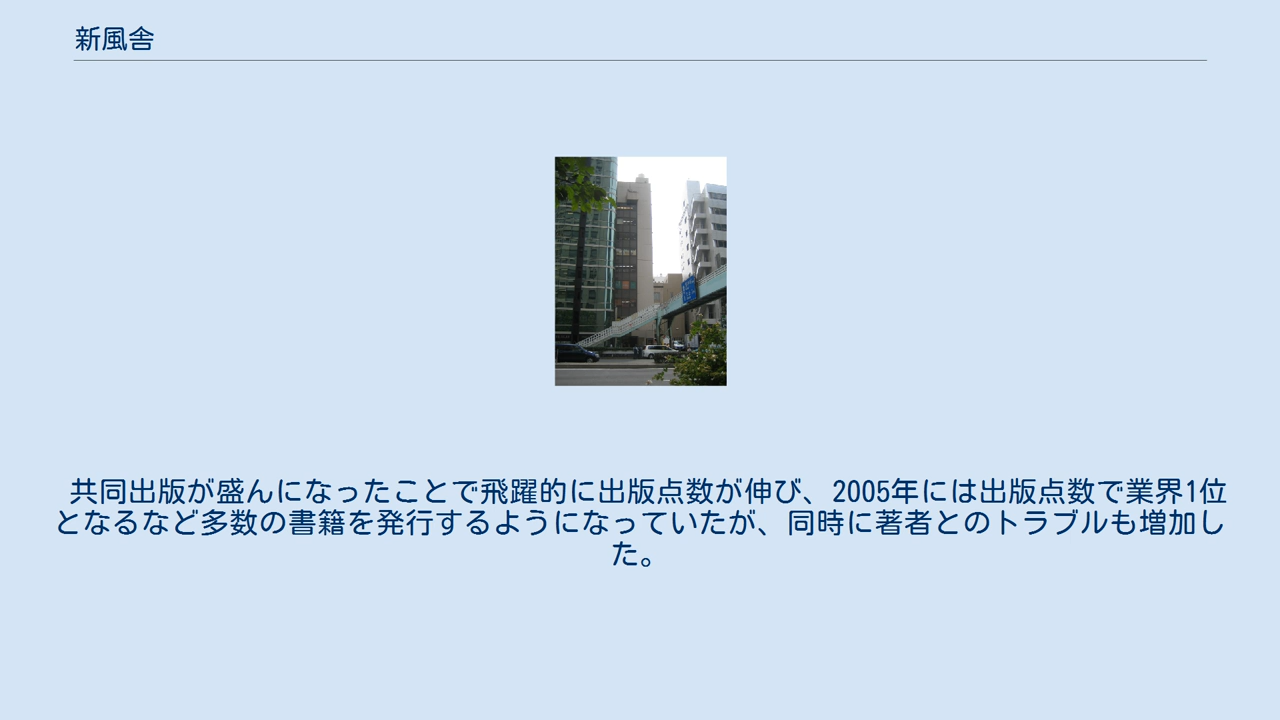 新風舎
共同出版が盛んになったことで飛躍的に出版点数が伸び、2005年には出版点数で業界1位
となるなど多数の書籍を発行するようになっていたが、同時に著者とのトラブルも増加し
た。